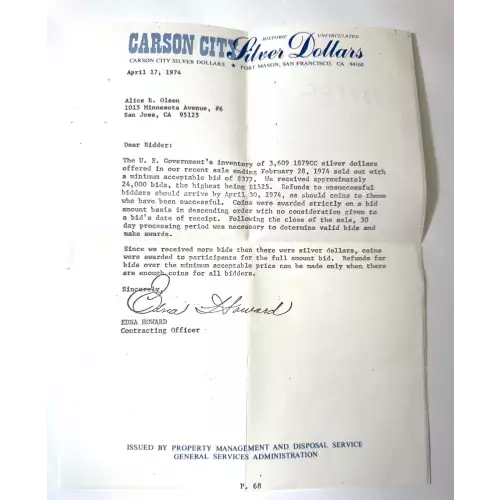 CARSON CITY HISTORIC UNCIRCULATED Silver Dollars
CARSON CITY SILVER DOLLARS ★ FORT MASON, SAN FRANCISCO, CA 94168
April 17, 1974
Alice E. Olsen
1015 Minnesota Avenue, #6
San Jose, CA 95125
Dear Bidder:
The U. S. Government's inventory of 3,609 1879CC silver dollars
offered in our recent sale ending February 28, 1974 sold out with
a minimum acceptable bid of $377. We received approximately
24,000 bids, the highest being $1525. Refunds to unsuccessful
bidders should arrive by April 30, 1974, as should coins to those
who have been successful. Coins were awarded strictly on a bid
amount basis in descending order with no consideration given to
a bid's date of receipt. Following the close of the sale, 30
day processing period was necessary to determine valid bids and
make awards.
Since we received more bids than there were silver dollars, coins
were awarded to participants for the full amount bid. Refunds for
bids over the minimum acceptable price can be made only when there
are enough coins for all bidders.
Sincerely,
Edna Howard
EDNA HOWARD
Contracting Officer
ISSUED BY PROPERTY MANAGEMENT AND DISPOSAL SERVICE
GENERAL SERVICES ADMINISTRATION
P. 68